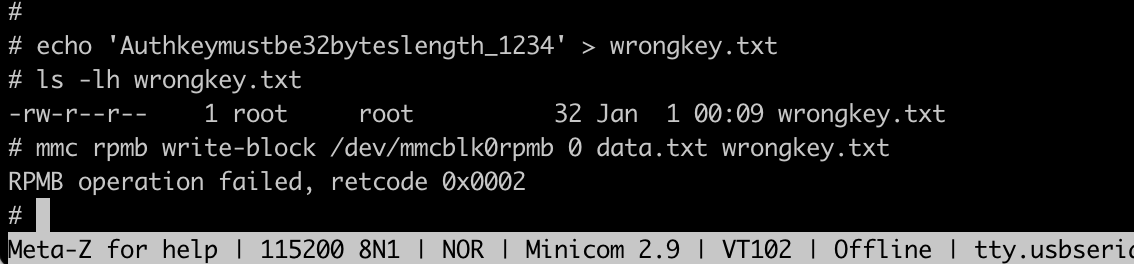 #
# echo 'Authkeymustbe32byteslength_1234' > wrongkey.txt
# ls -lh wrongkey.txt
-rw-r--r--    1 root     root          32 Jan  1 00:09 wrongkey.txt
# mmc rpmb write-block /dev/mmcblk0rpmb 0 data.txt wrongkey.txt
RPMB operation failed, retcode 0x0002
#
Meta-Z for help | 115200 8N1 | NOR | Minicom 2.9 | VT102 | Offline | tty.usbseri